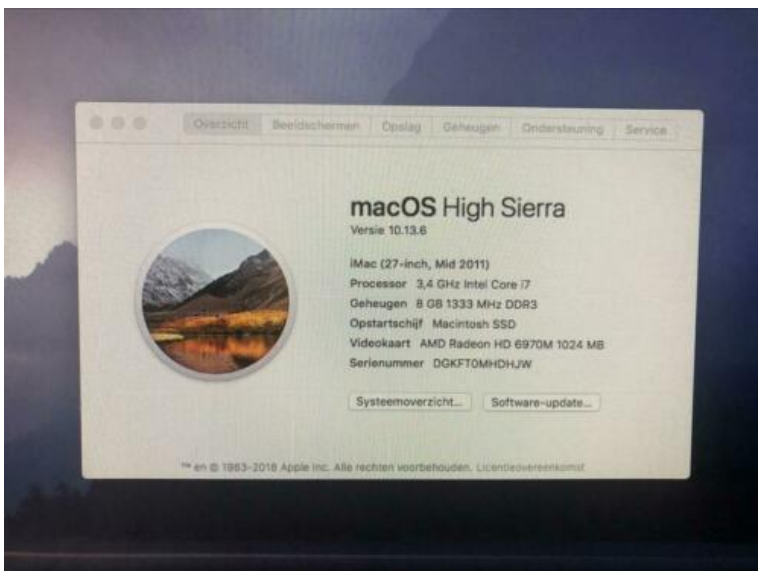 Overzicht Beeldschermen Opslag Geheugen Ondersteuning Service
macOS High Sierra
Versie 10.13.6
iMac (27-inch, Mid 2011)
Processor 3,4 GHz Intel Core i7
Geheugen 8 GB 1333 MHz DDR3
Opstartschijf Macintosh SSD
Videokaart AMD Radeon HD 6970M 1024 MB
Serienummer DGKFT0MHDHJW
Systeemoverzicht... Software-update...
™ en © 1983-2018 Apple Inc. Alle rechten voorbehouden. Licentieovereenkomst